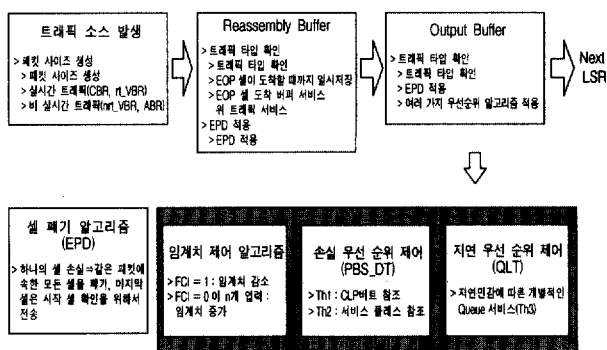 트래픽 소스 발생
>패킷 사이즈 생성
>패킷 사이즈 생성
>실시간 트래픽(CBR, rt_VBR)
>비 실시간 트래픽(nrt_VBR, ABR)
Reassembly Buffer
>트래픽 타입 확인
>트래픽 타입 확인
>EOP 셀이 도착할 때까지 일시저장
>EOP 셀 도착 버퍼 서비스
위 트래픽 서비스
>EPD 적용
>EPD 적용
Output Buffer
>트래픽 타입 확인
>트래픽 타입 확인
>EPD 적용
>여러 가지 우선순위 알고리즘 적용
Next
LSR
셀 폐기 알고리즘
(EPD)
>하나의 셀 손실⇒같은 패킷에
속한 모든 셀을 폐기, 마지막
셀은 시작 셀 확인을 위해서
전송
임계치 제어 알고리즘
>FCI = 1 : 임계치 감소
>FCI = 0 이 n개 입력 :
임계치 증가
손실 우선 순위 제어
(PBS_DT)
>Th1 : CLP비트 참조
>Th2 : 서비스 클래스 참조
지연 우선 순위 제어
(QLT)
>지연민감에 따른 개별적인
Queue 서비스(Th3)